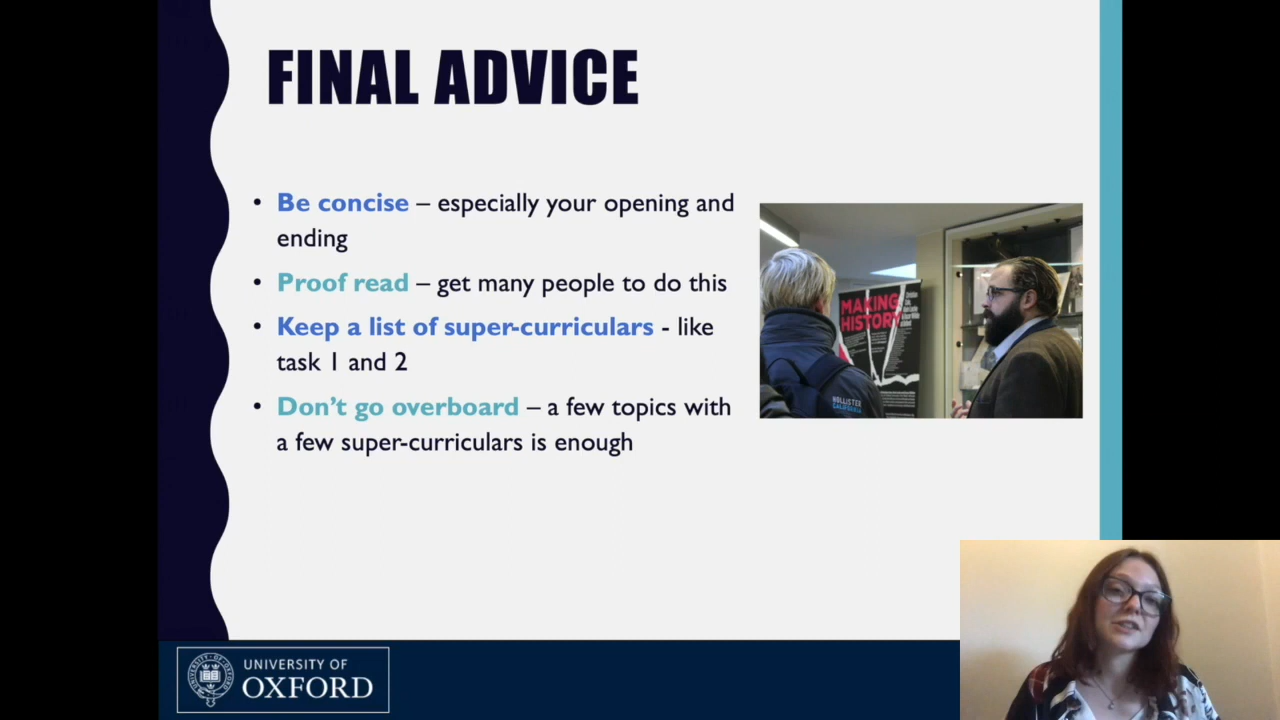 FINAL ADVICE
• Be concise – especially your opening and
ending
• Proof read – get many people to do this
• Keep a list of super-curriculars - like
task 1 and 2
• Don't go overboard – a few topics with
a few super-curriculars is enough
MAKING
HISTORY
HOLLISTER
CALIFORNIA
UNIVERSITY OF
OXFORD